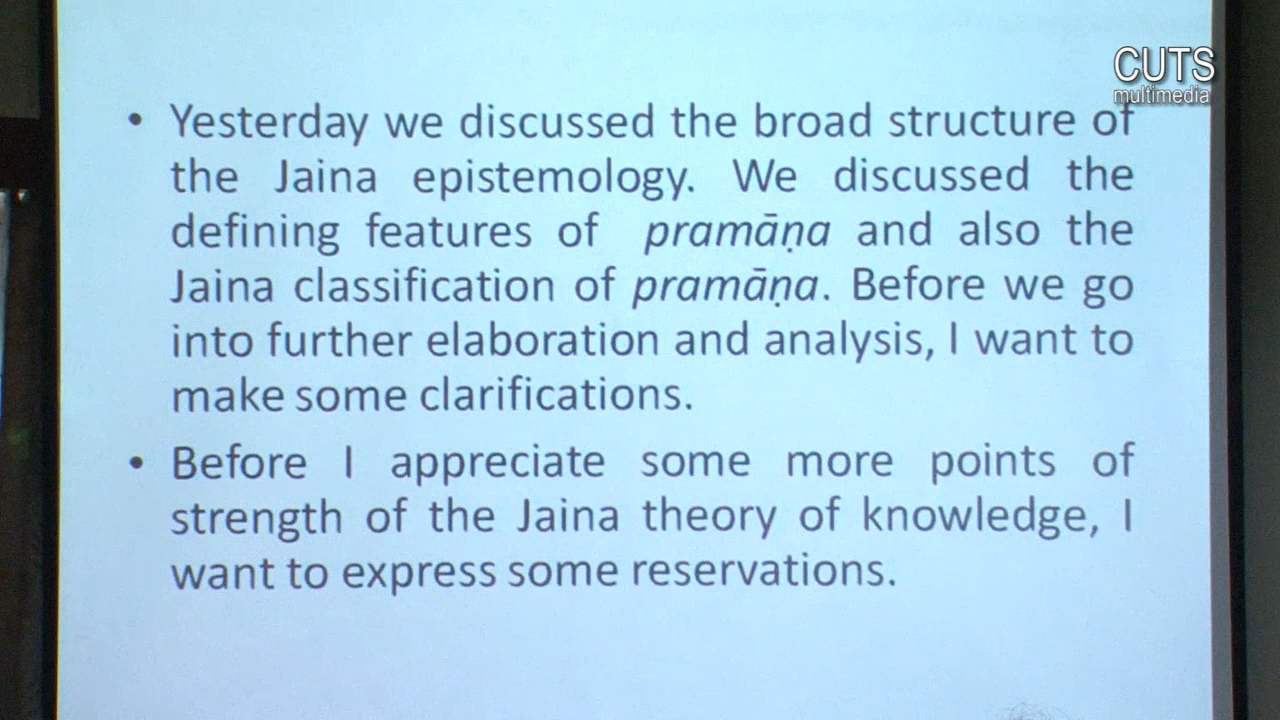 CUTS
multimedia
• Yesterday we discussed the broad structure of
the Jaina epistemology. We discussed the
defining features of pramāṇa and also the
Jaina classification of pramāṇa. Before we go
into further elaboration and analysis, I want to
make some clarifications.
• Before I appreciate some more points of
strength of the Jaina theory of knowledge, I
want to express some reservations.